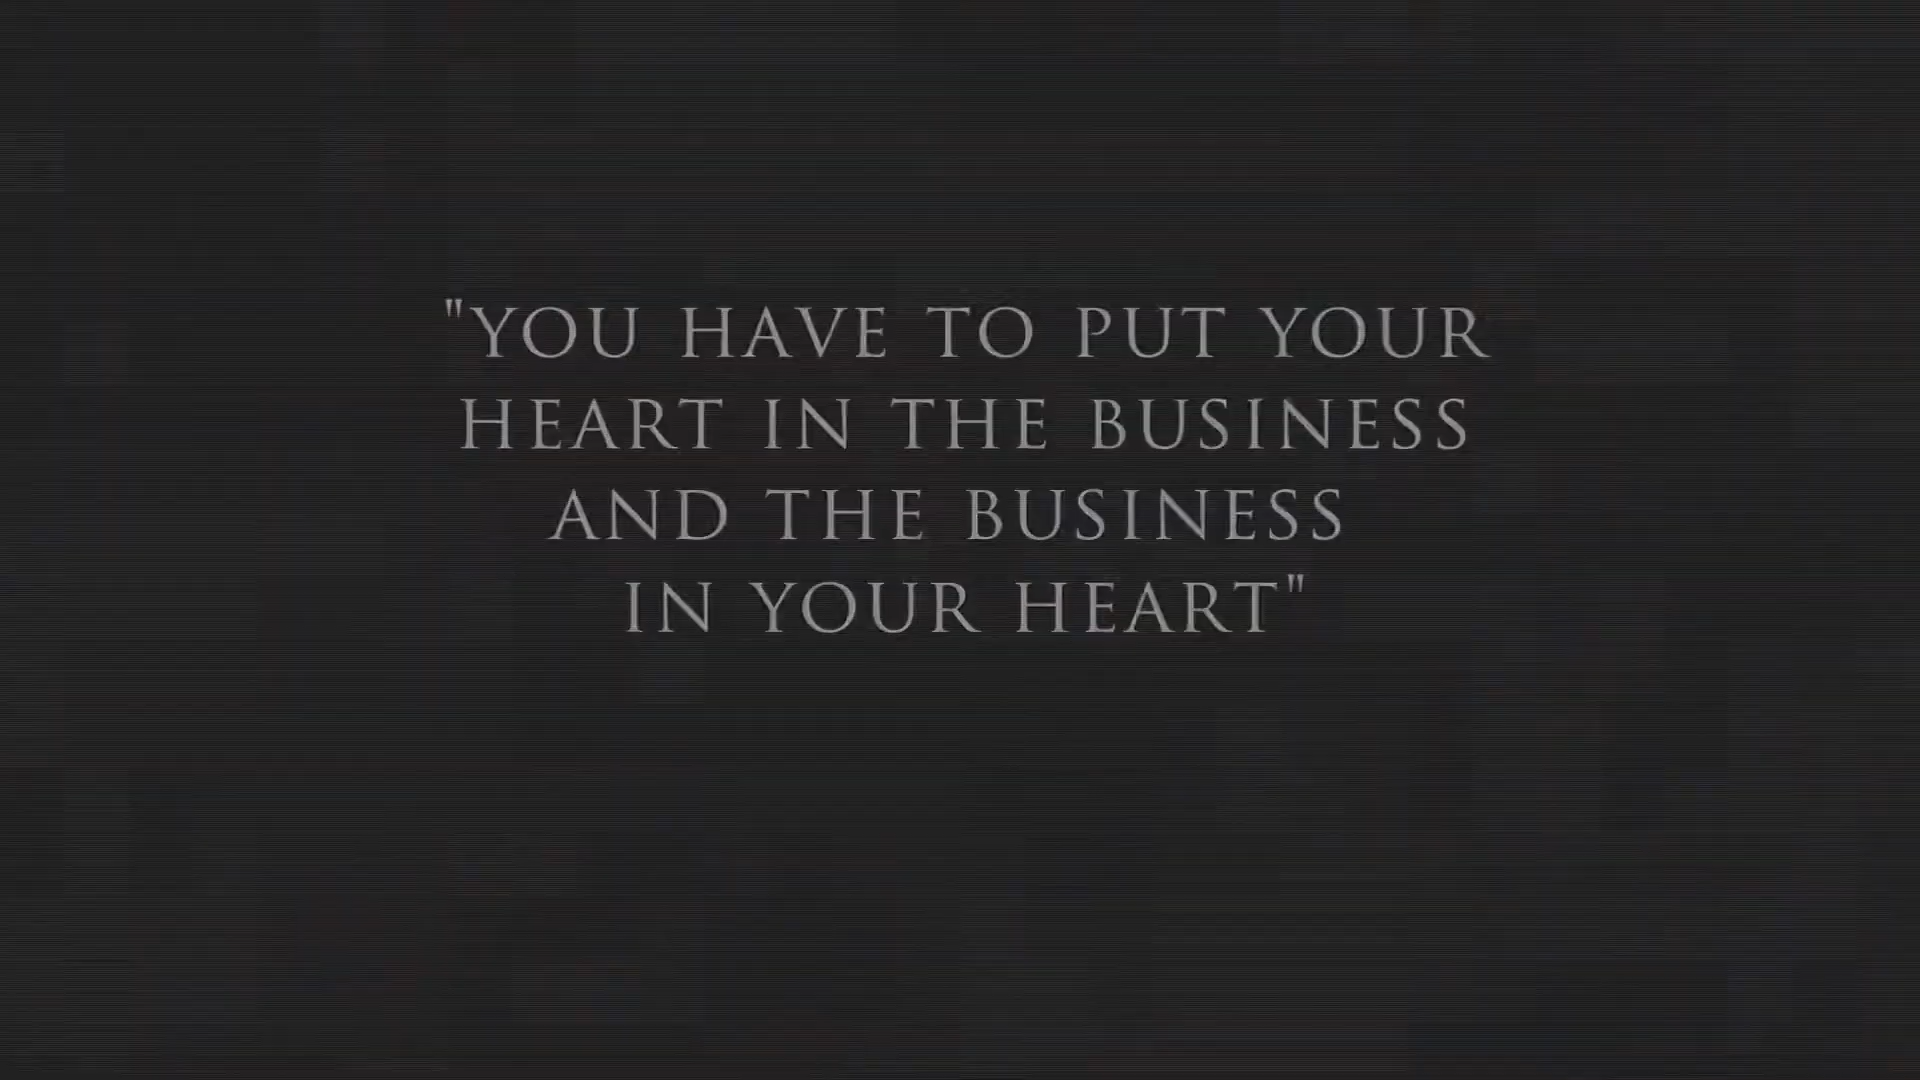 "YOU HAVE TO PUT YOUR
HEART IN THE BUSINESS
AND THE BUSINESS
IN YOUR HEART"